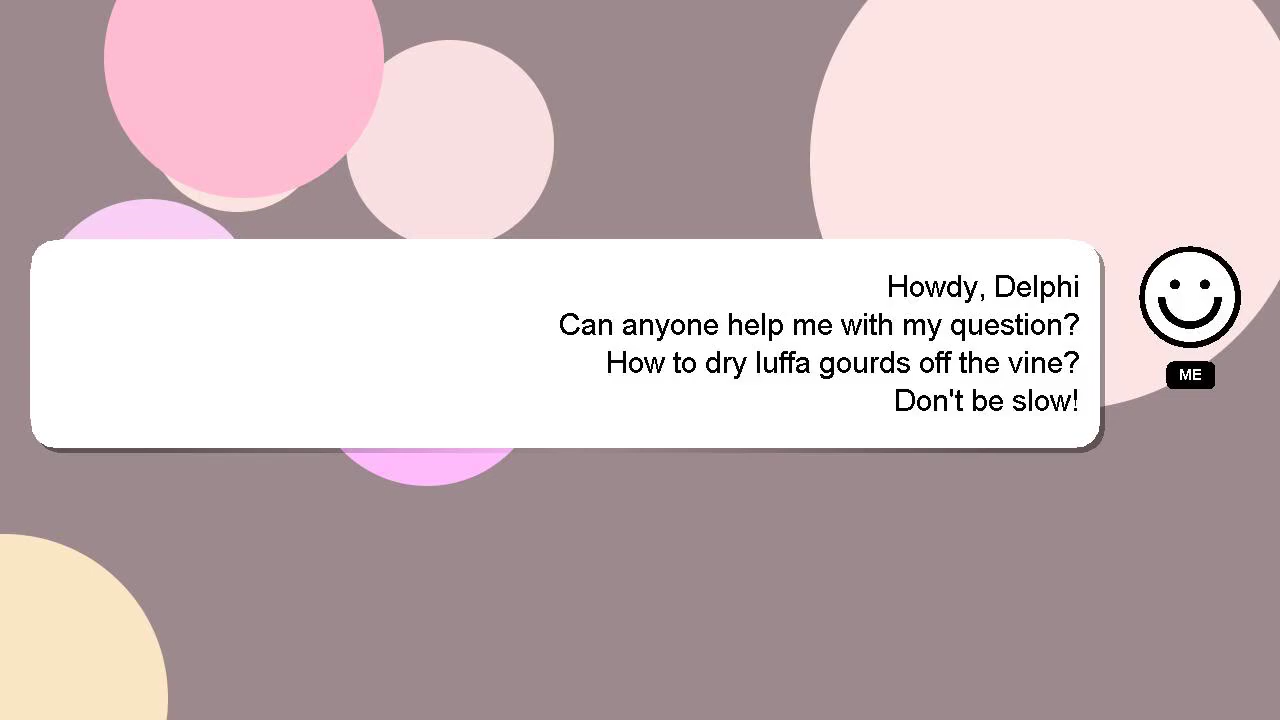 Howdy, Delphi
Can anyone help me with my question?
How to dry luffa gourds off the vine?
Don't be slow!
ME